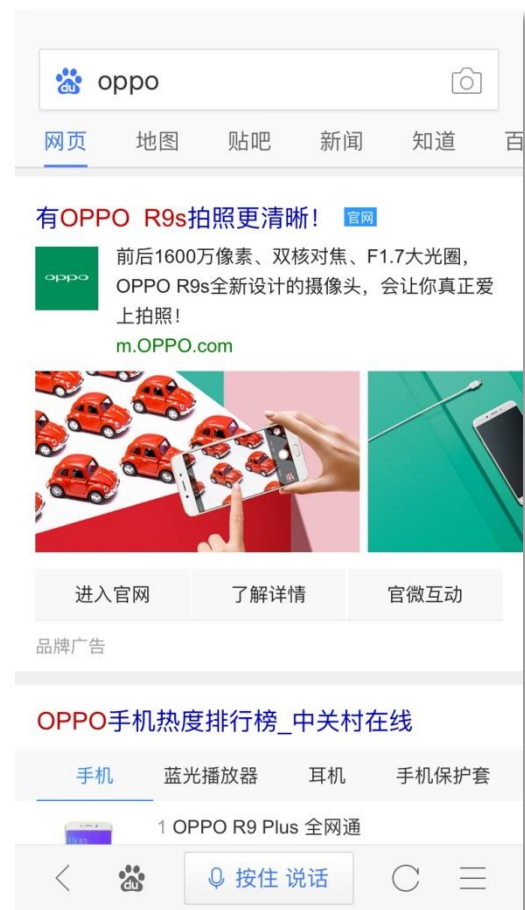 oppo
网页 地图 贴吧 新闻 知道 百
有OPPO R9s拍照更清晰! 官网
oppo
前后1600万像素、双核对焦、F1.7大光圈,
OPPO R9s全新设计的摄像头,会让你真正爱
上拍照!
m.OPPO.com
进入官网 了解详情 官微互动
品牌广告
OPPO手机热度排行榜_中关村在线
手机 蓝光播放器 耳机 手机保护套
1 OPPO R9 Plus 全网通
按住 说话